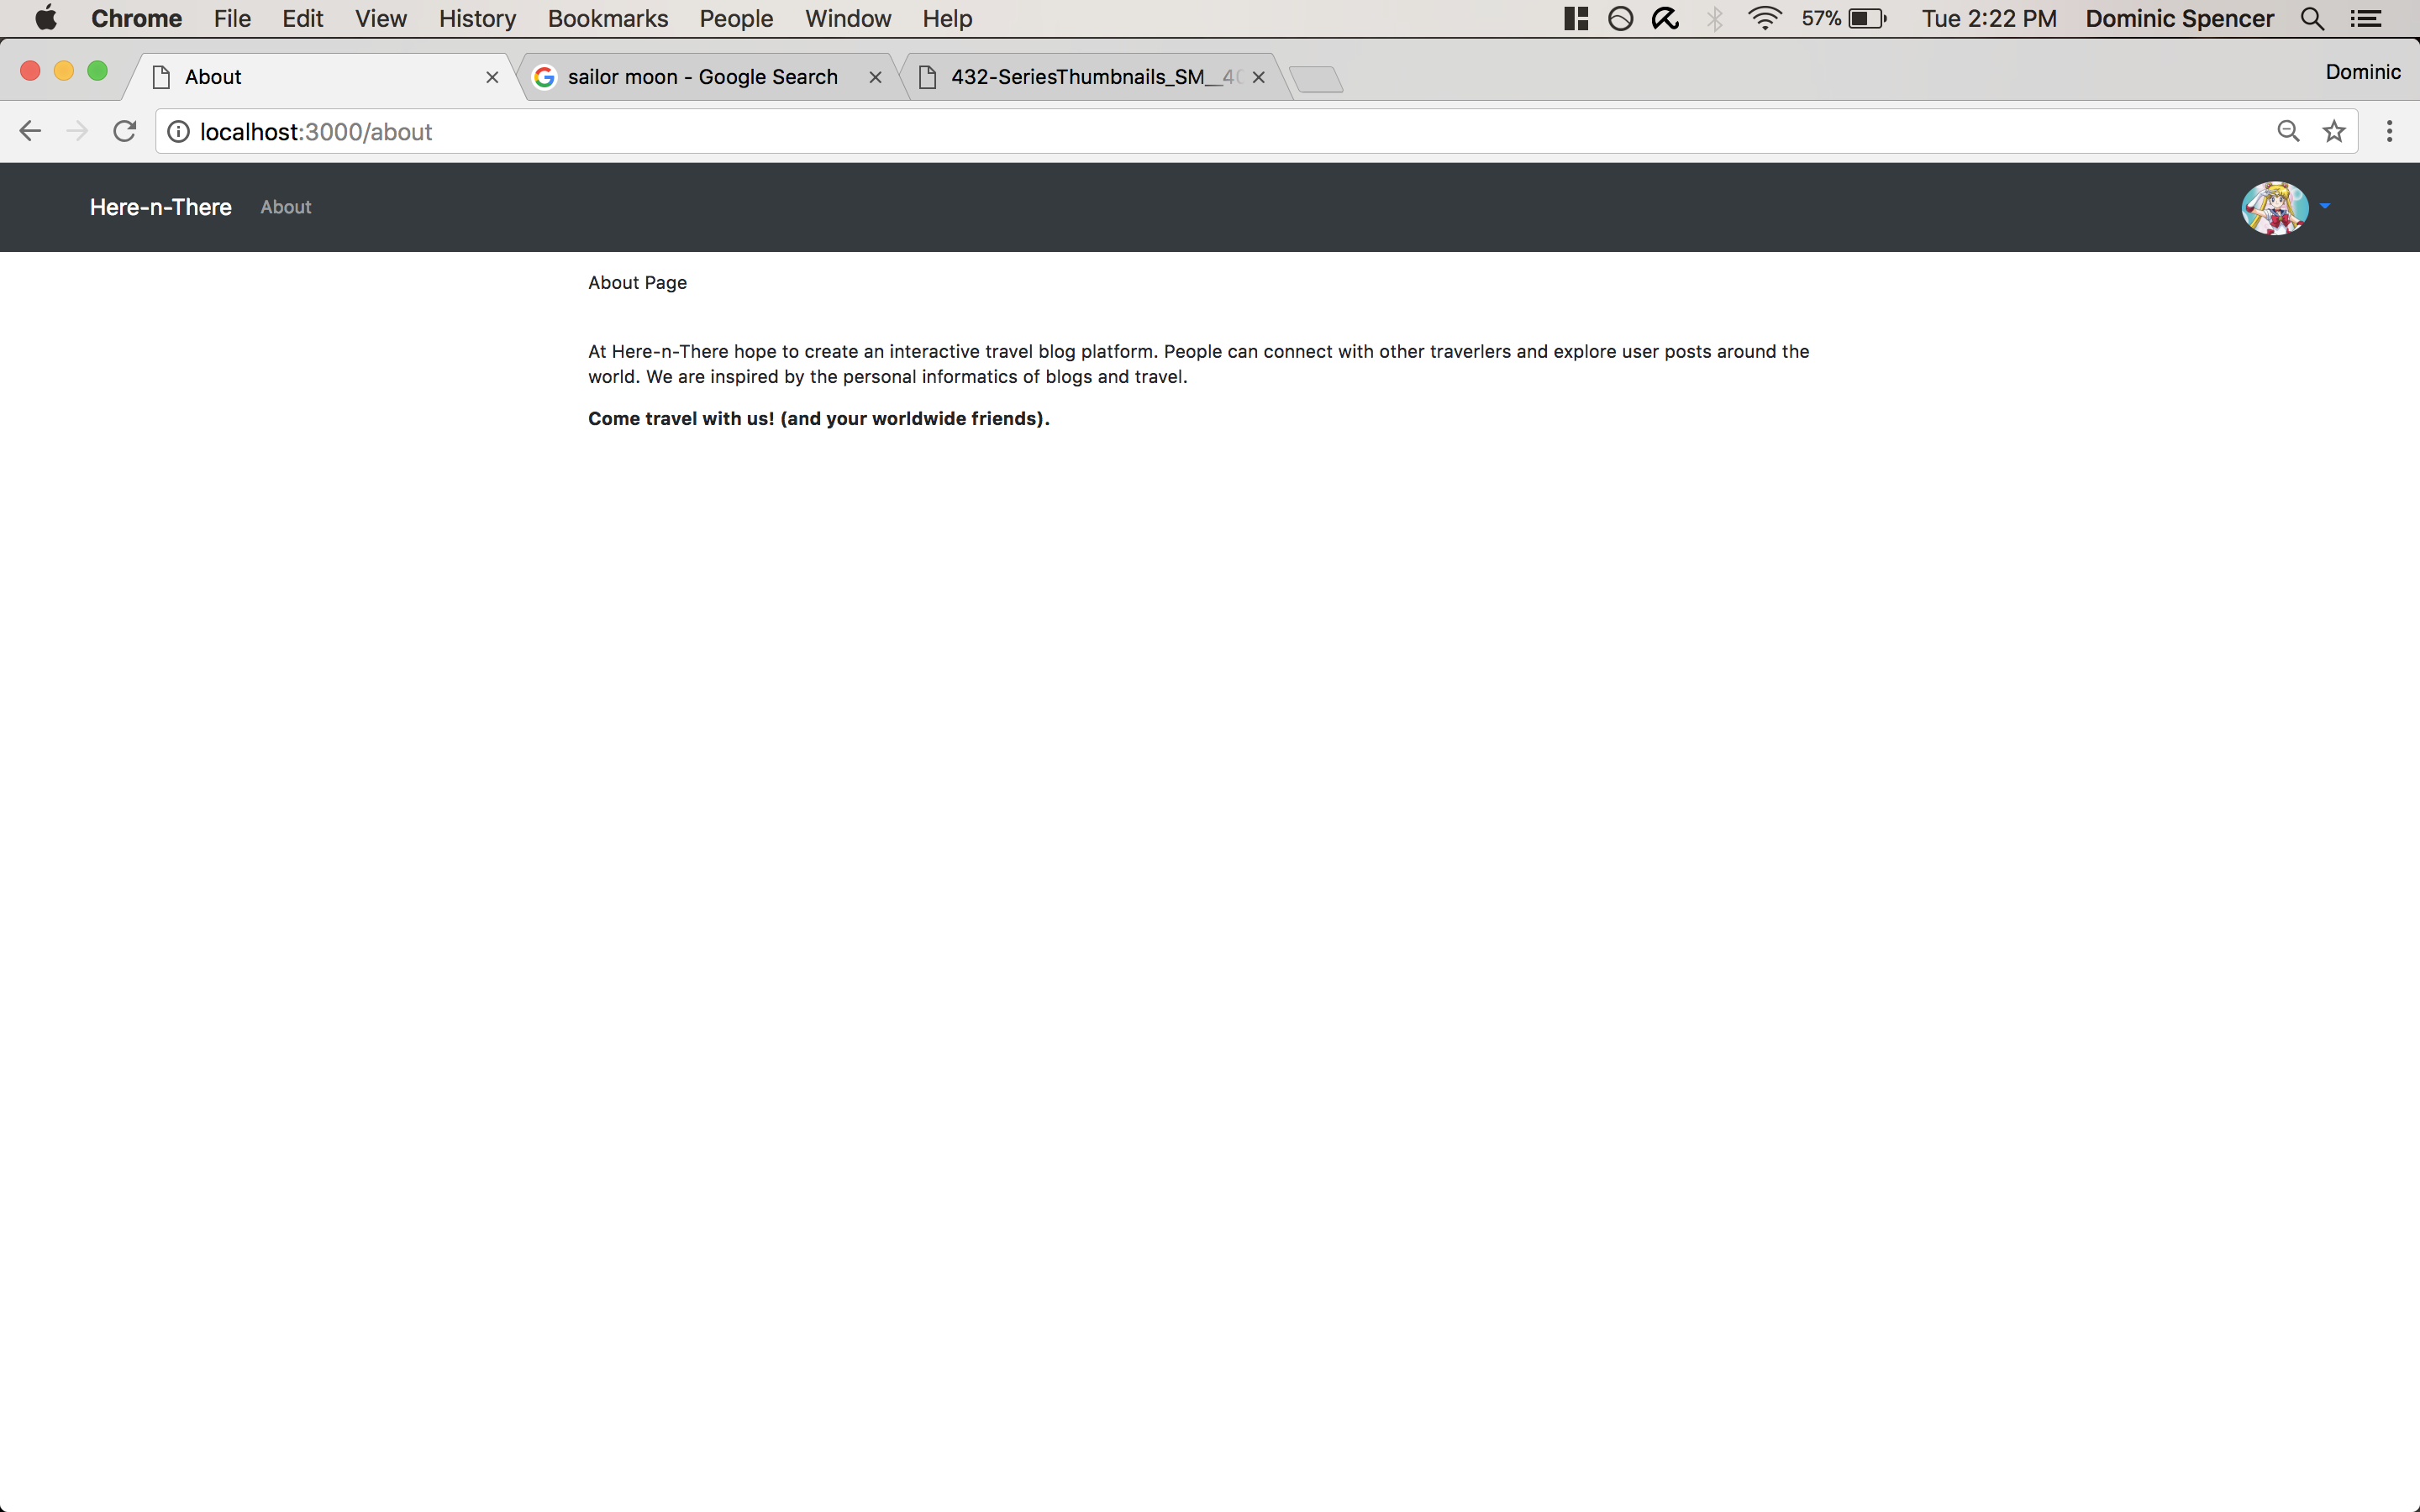 Chrome File Edit View History Bookmarks People Window Help 57% Tue 2:22 PM Dominic Spencer
About sailor moon - Google Search 432-SeriesThumbnails_SM__40 Dominic
localhost:3000/about
Here-n-There About
About Page
At Here-n-There hope to create an interactive travel blog platform. People can connect with other traverlers and explore user posts around the
world. We are inspired by the personal informatics of blogs and travel.
Come travel with us! (and your worldwide friends).